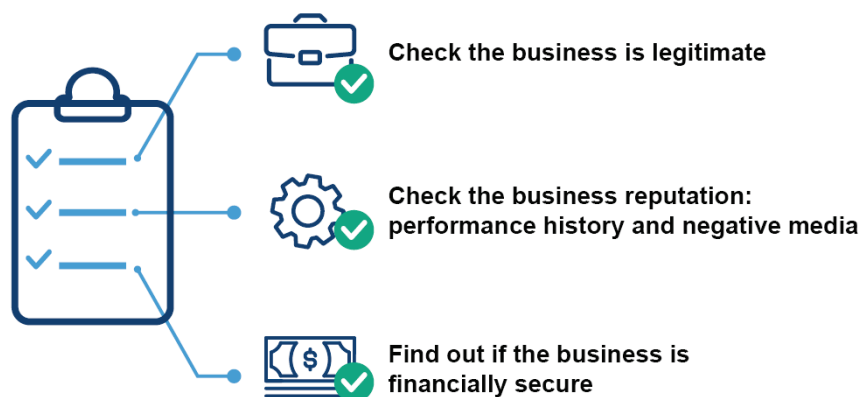 Check the business is legitimate
Check the business reputation:
performance history and negative media
$
Find out if the business is
financially secure